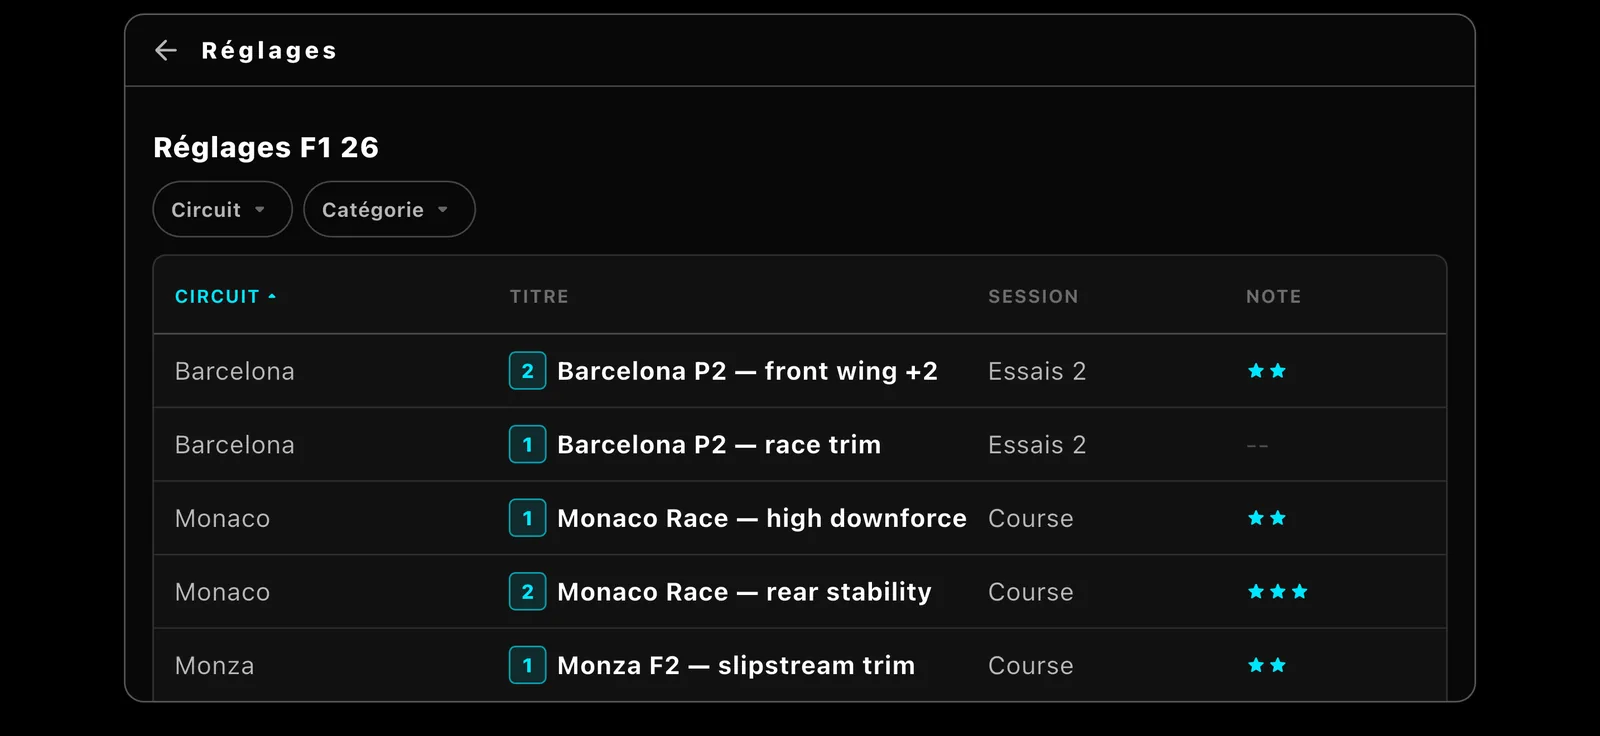 Réglages
Réglages F1 26
Circuit Catégorie
CIRCUIT TITRE SESSION NOTE
Barcelona 2 Barcelona P2 — front wing +2 Essais 2
Barcelona 1 Barcelona P2 — race trim Essais 2 --
Monaco 1 Monaco Race — high downforce Course
Monaco 2 Monaco Race — rear stability Course
Monza 1 Monza F2 — slipstream trim Course